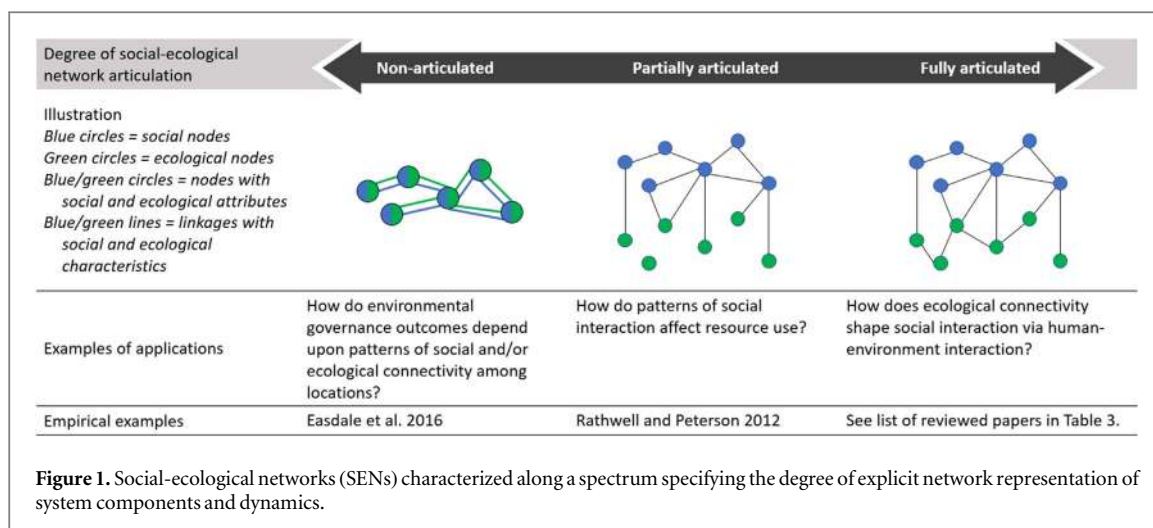 Degree of social-ecological
network articulation
Non-articulated
Partially articulated
Fully articulated
Illustration
Blue circles = social nodes
Green circles = ecological nodes
Blue/green circles = nodes with
social and ecological attributes
Blue/green lines = linkages with
social and ecological
characteristics
Examples of applications
How do environmental
governance outcomes depend
upon patterns of social and/or
ecological connectivity among
locations?
How do patterns of social
interaction affect resource use?
How does ecological connectivity
shape social interaction via human-
environment interaction?
Empirical examples
Easdale et al. 2016
Rathwell and Peterson 2012
See list of reviewed papers in Table 3.
Figure 1. Social-ecological networks (SENs) characterized along a spectrum specifying the degree of explicit network representation of
system components and dynamics.